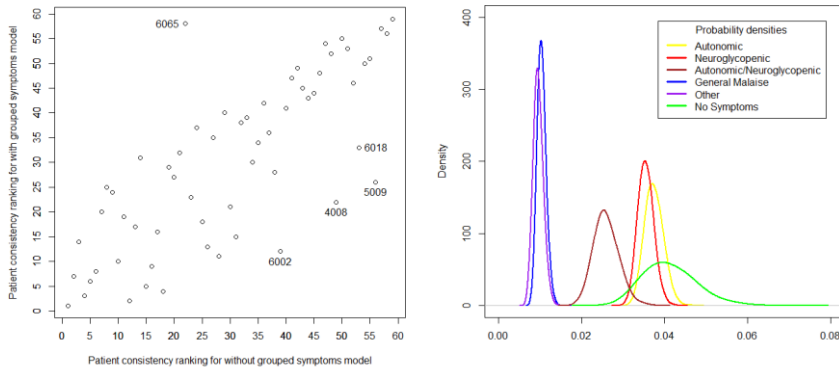 Patient consistency ranking for with grouped symptoms model
60
55
50
45
40
35
30
25
20
15
10
5
0
6065
6018
5009
4008
6002
0 5 10 15 20 25 30 35 40 45 50 55 60
Patient consistency ranking for without grouped symptoms model
Density
400
300
200
100
0
Probability densities
Autonomic
Neuroglycopenic
Autonomic/Neuroglycopenic
General Malaise
Other
No Symptoms
0.00 0.02 0.04 0.06 0.08